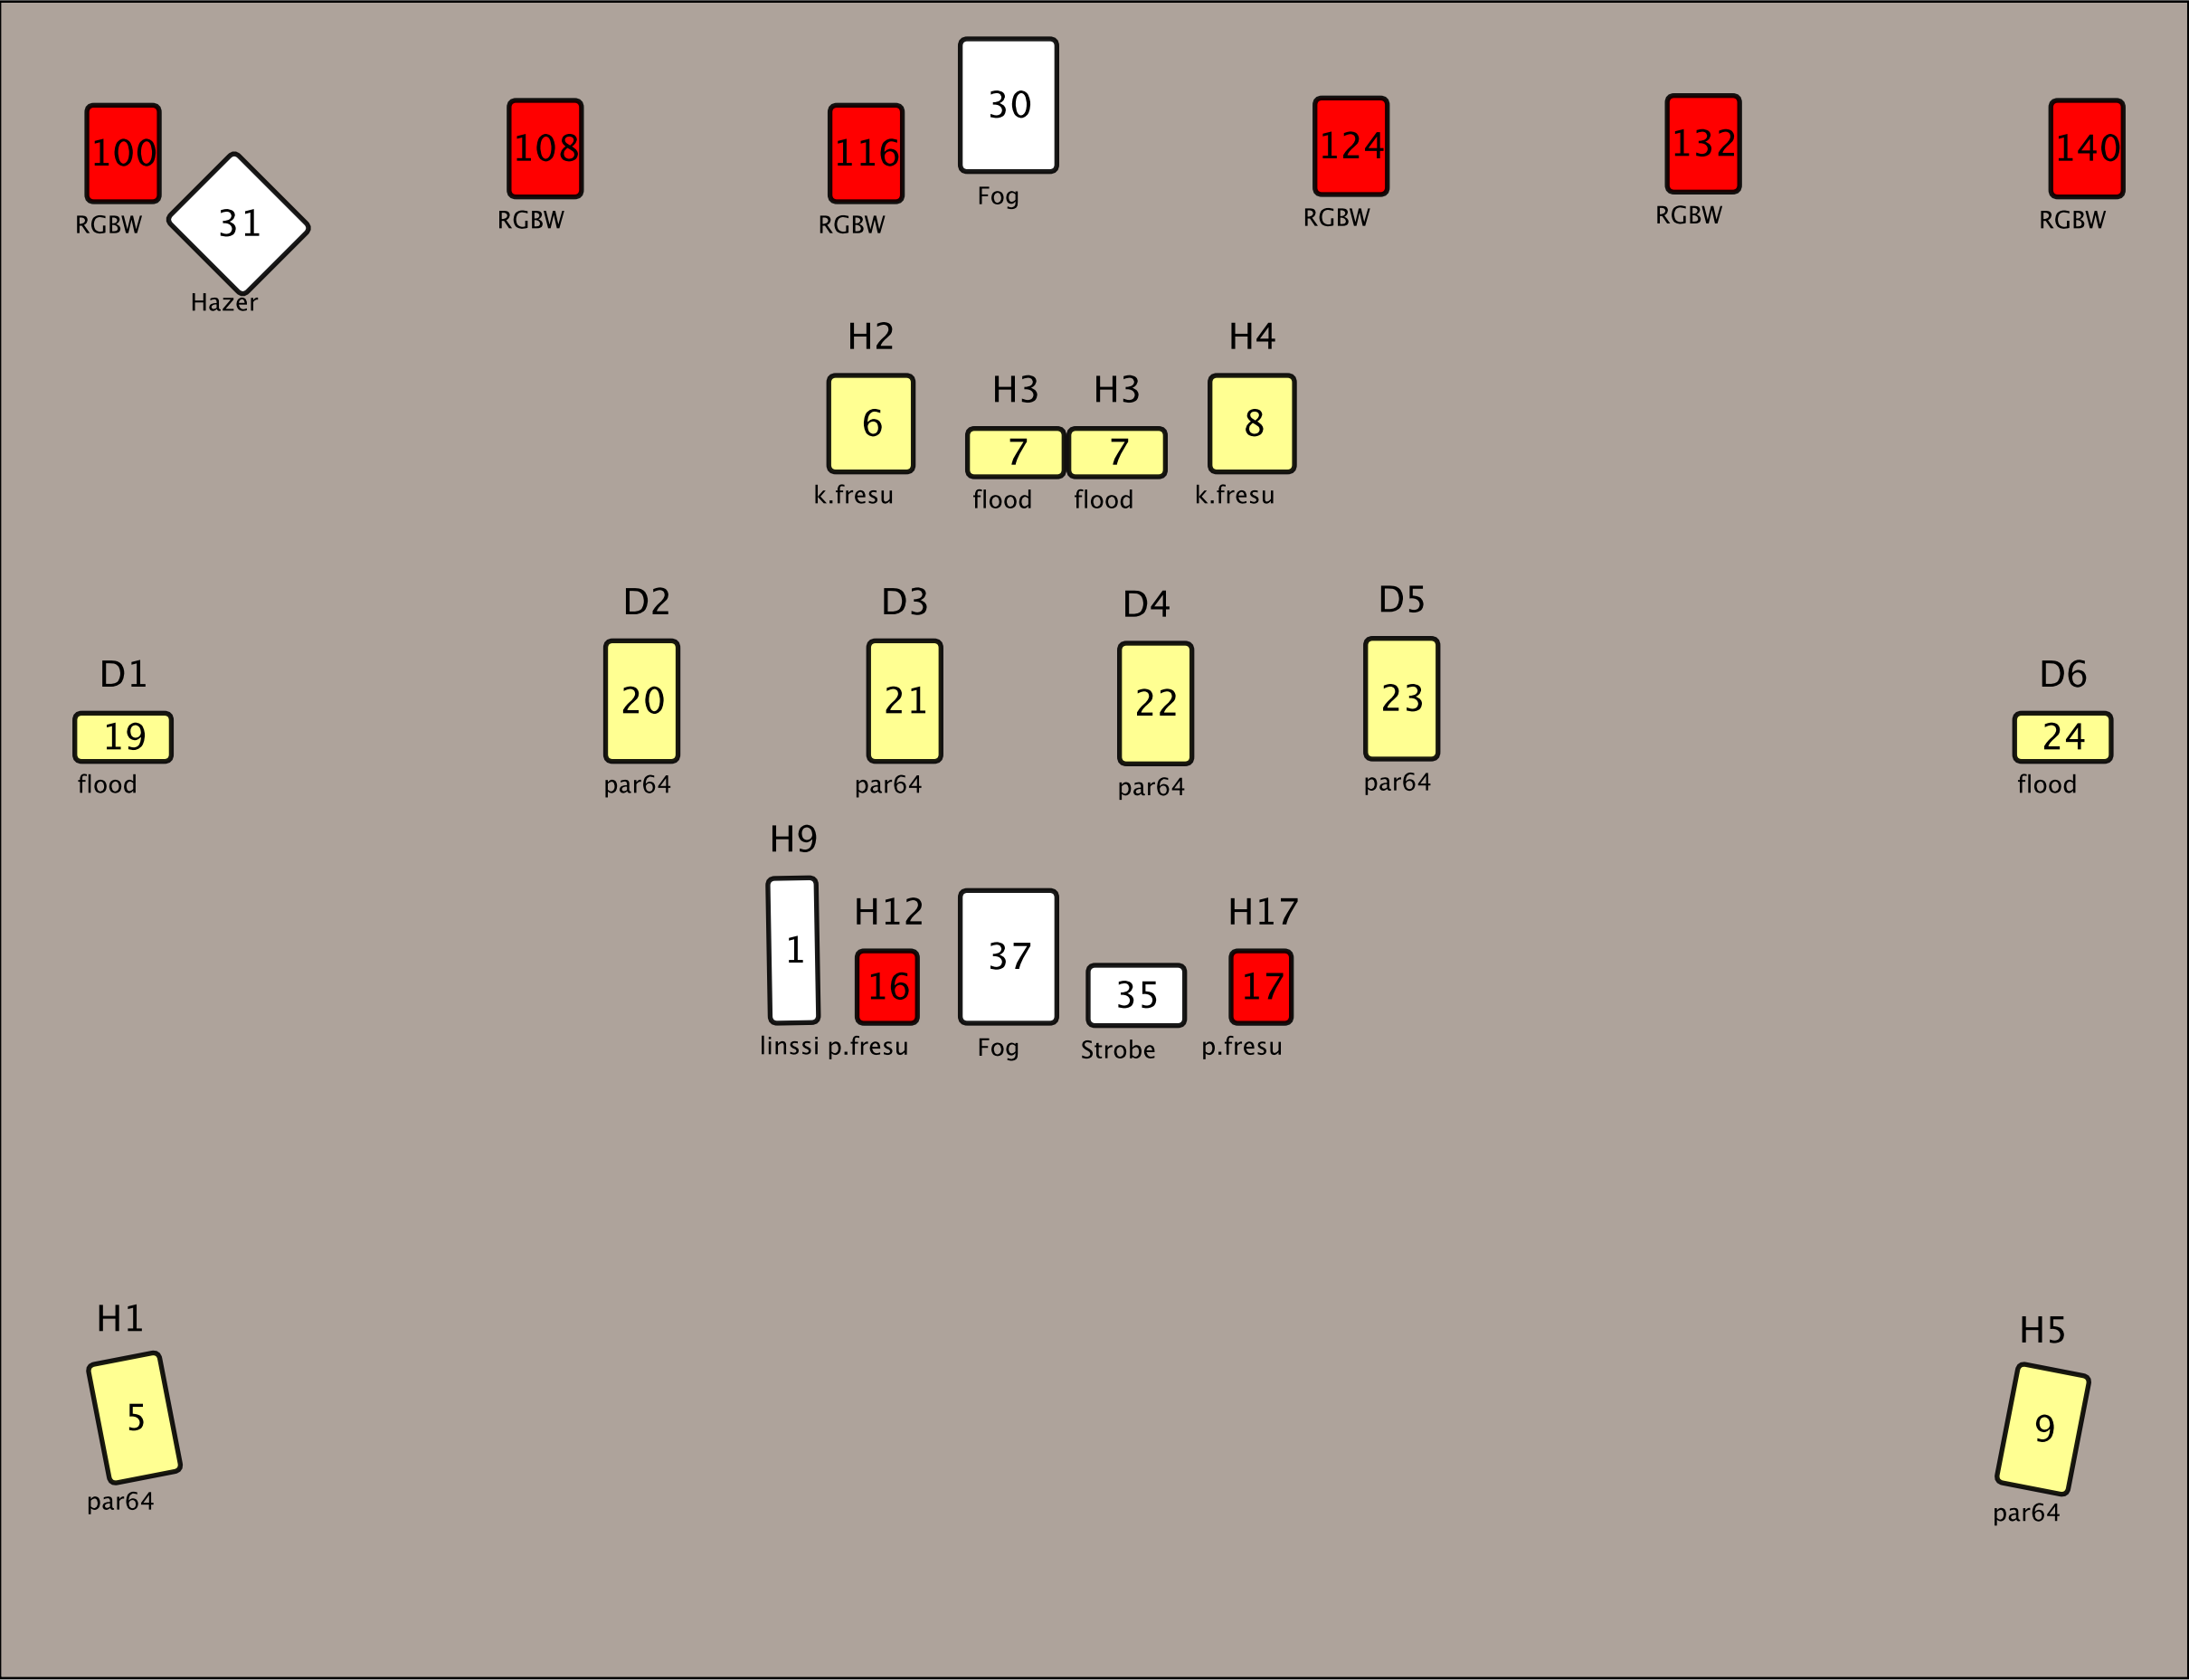 30
100
108
116
124
132
140
Fog
RGBW
31
RGBW
RGBW
RGBW
RGBW
RGBW
Hazer
H2
H4
H3
H3
6
7
7
8
k.fresu
flood
flood
k.fresu
D2
D3
D4
D5
D1
D6
20
21
22
23
19
24
flood
par64
par64
par64
par64
flood
H9
H12
H17
1
16
37
35
17
linssi
p.fresu
Fog
Strobe
p.fresu
H1
H5
5
9
par64
par64